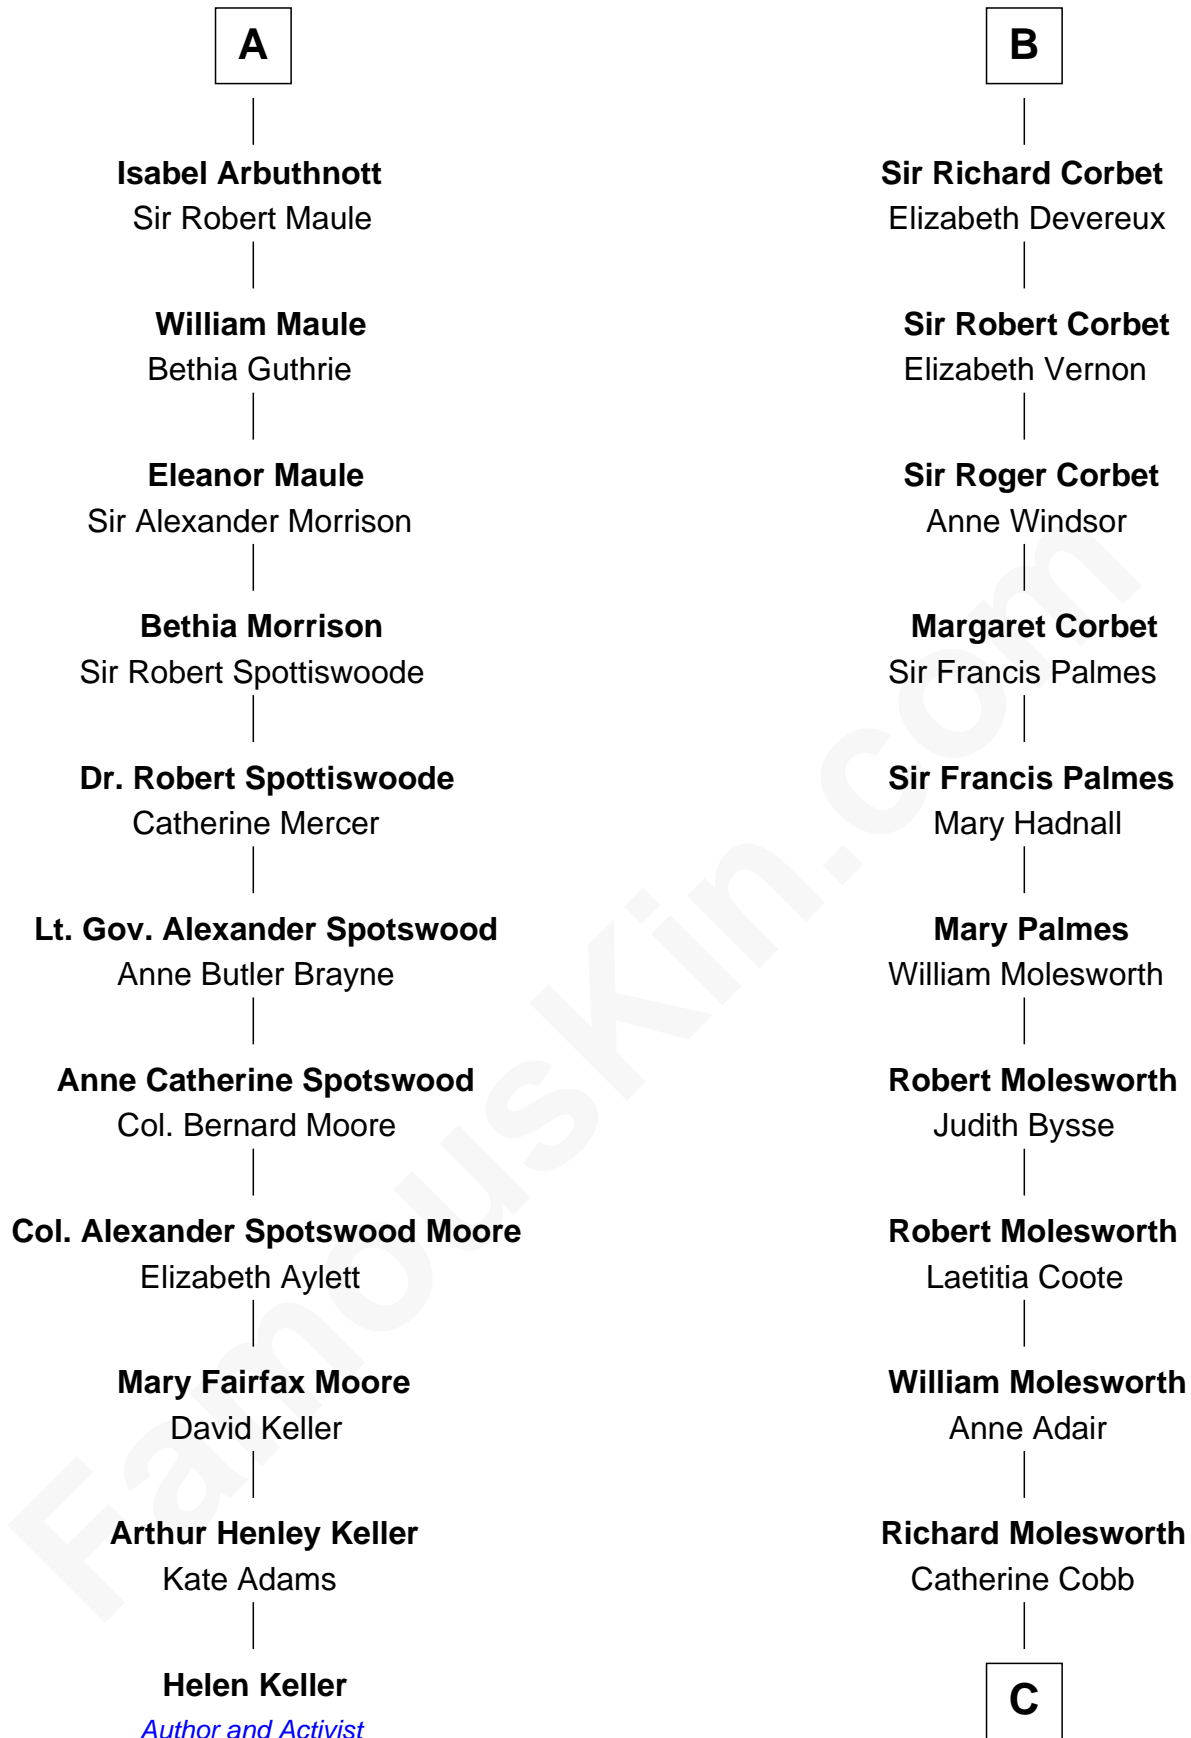 A
Isabel Arbuthnott
Sir Robert Maule
William Maule
Bethia Guthrie
Eleanor Maule
Sir Alexander Morrison
Bethia Morrison
Sir Robert Spottiswoode
Dr. Robert Spottiswoode
Catherine Mercer
Lt. Gov. Alexander Spotswood
Anne Butler Brayne
Anne Catherine Spotswood
Col. Bernard Moore
Col. Alexander Spotswood Moore
Elizabeth Aylett
Mary Fairfax Moore
David Keller
Arthur Henley Keller
Kate Adams
Helen Keller
Author and Activist
B
Sir Richard Corbet
Elizabeth Devereux
Sir Robert Corbet
Elizabeth Vernon
Sir Roger Corbet
Anne Windsor
Margaret Corbet
Sir Francis Palmes
Sir Francis Palmes
Mary Hadnall
Mary Palmes
William Molesworth
Robert Molesworth
Judith Bysse
Robert Molesworth
Laetitia Coote
William Molesworth
Anne Adair
Richard Molesworth
Catherine Cobb
C
FamousKin.com